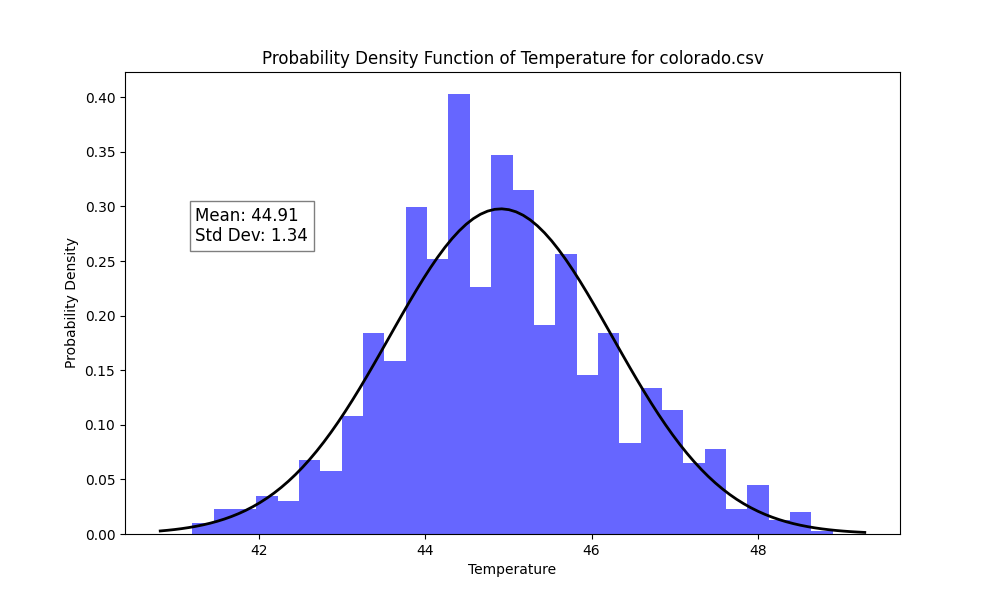 Probability Density Function of Temperature for colorado.csv
Probability Density
0.40
0.35
0.30
0.25
0.20
0.15
0.10
0.05
0.00
Mean: 44.91
Std Dev: 1.34
42 44 46 48
Temperature